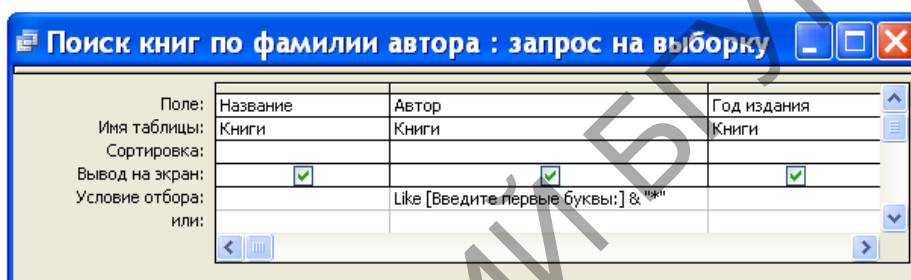 Поиск книг по фамилии автора : запрос на выборку
Поле: Название Автор Год издания
Имя таблицы: Книги Книги Книги
Сортировка:
Вывод на экран:
Условие отбора: Like [Введите первые буквы:] & "*"
или: